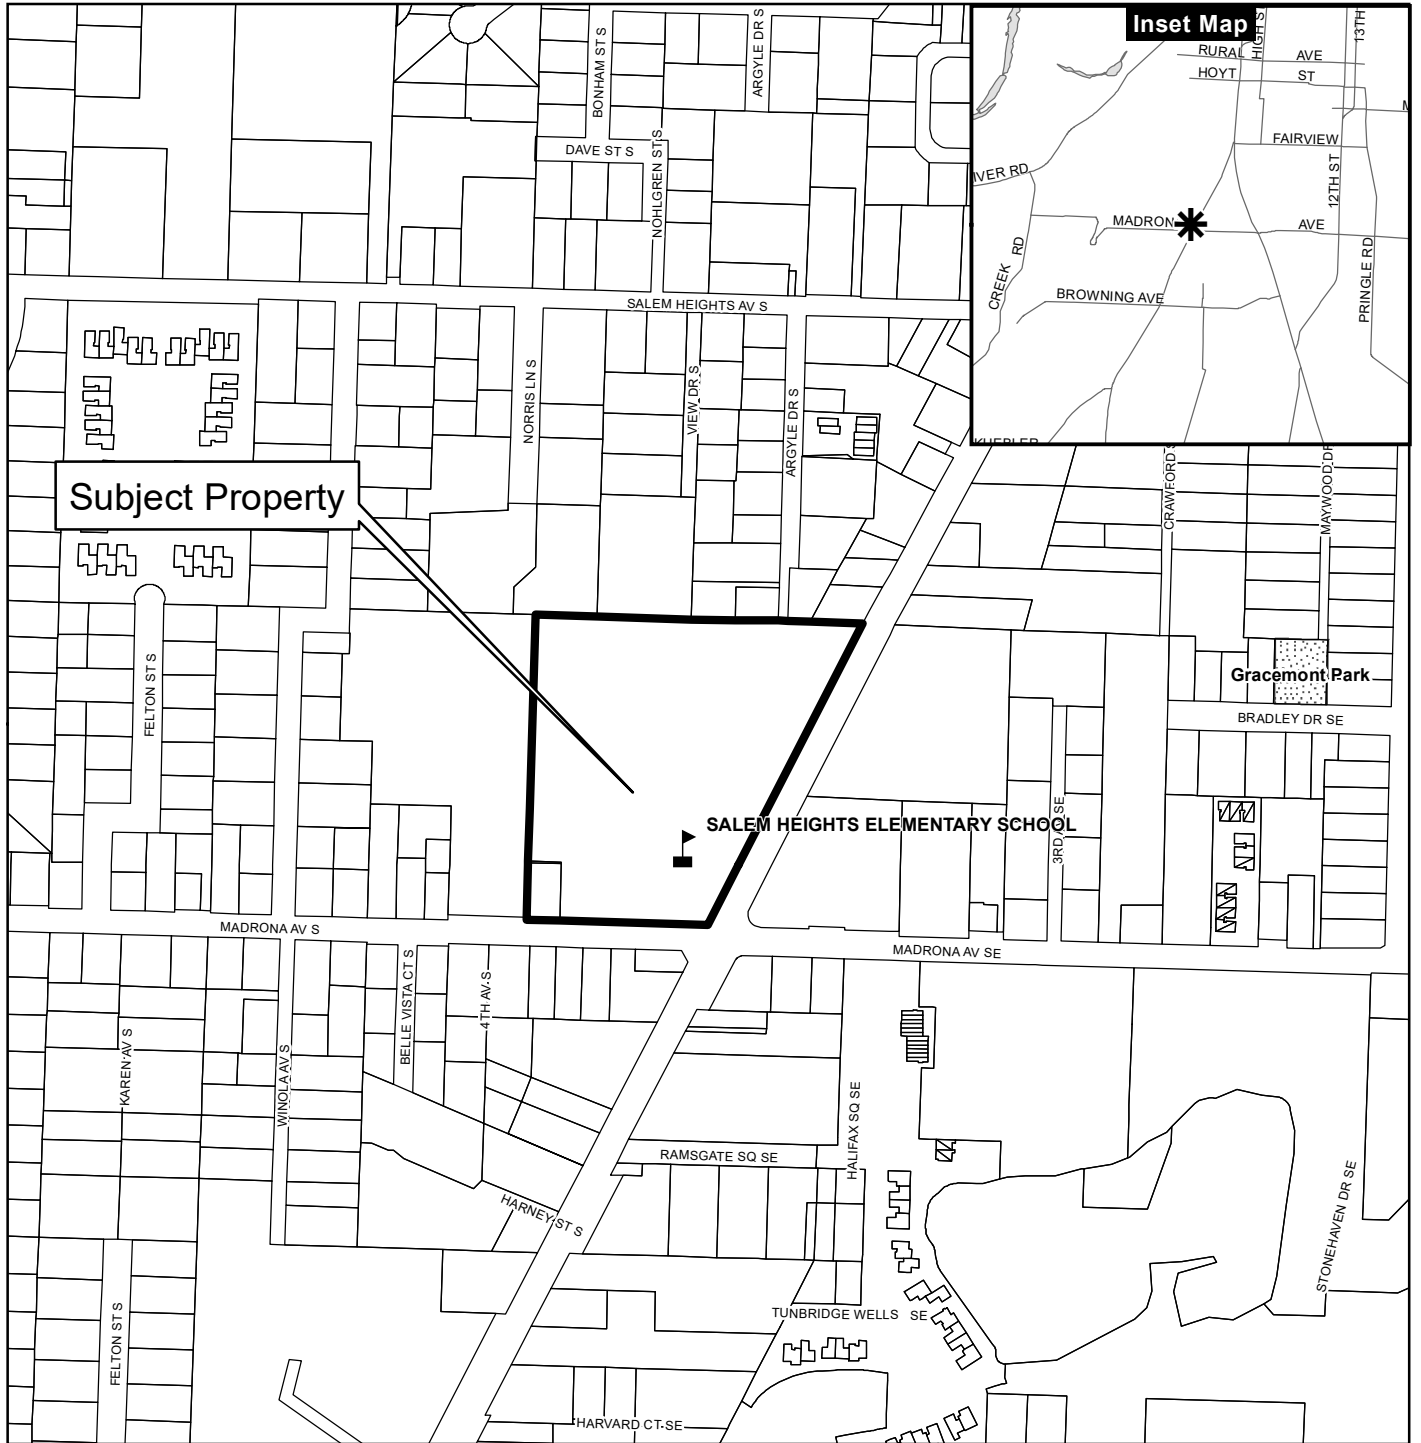 Inset Map
RURAL AVE
HOYT ST
HIGH S
13TH
M
FAIRVIEW
12TH ST
IVER RD
MADRON AVE
CREEK RD
BROWNING AVE
PRINGLE RD
KUEBLER
BONHAM ST S
ARGYLE DR S
DAVE ST S
NOHLGREN ST S
SALEM HEIGHTS AV S
NORRIS LN S
VIEW DR S
ARGYLE DR S
CRAWFORD S
MAYWOOD DR
Subject Property
FELTON ST S
Gracemont Park
BRADLEY DR SE
SALEM HEIGHTS ELEMENTARY SCHOOL
MADRONA AV S
MADRONA AV SE
KAREN AV S
WINOLA AV S
BELLE VISTA CT S
4TH AV S
HALIFAX SQ SE
RAMSGATE SQ SE
HARNEY ST S
STONEHAVEN DR SE
TUNBRIDGE WELLS SE
FELTON ST S
HARVARD CT SE